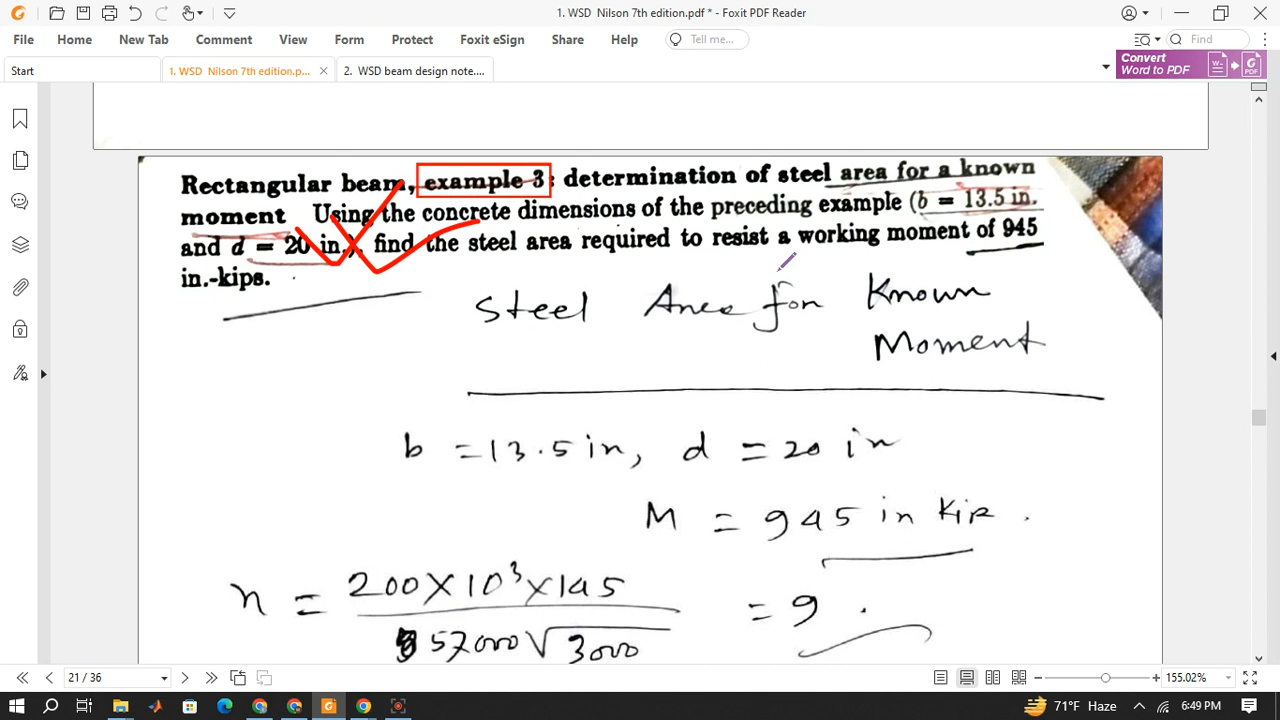 1. WSD Nilson 7th edition.pdf * - Foxit PDF Reader
File Home New Tab Comment View Form Protect Foxit eSign Share Help Tell me... Find
Start 1. WSD Nilson 7th edition.p... 2. WSD beam design note.... Convert Word to PDF
Rectangular beam, example 3: determination of steel area for a known
moment Using the concrete dimensions of the preceding example (b = 13.5 in.
and d = 20 in.), find the steel area required to resist a working moment of 945
in.-kips.
Steel Area for Known
Moment
b = 13.5 in, d = 20 in
M = 945 in kip.
n = 200×10³×145 = 9.
57000√3000
21 / 36 155.02%
71°F Haze 6:49 PM